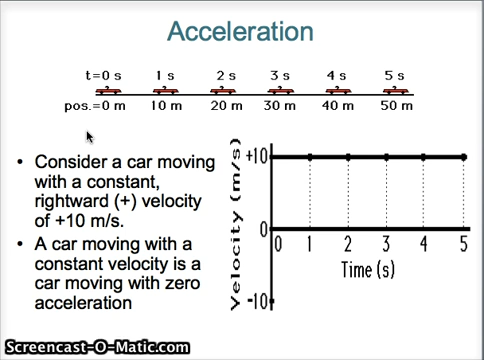 Acceleration
t=0 s 1 s 2 s 3 s 4 s 5 s
pos.=0 m 10 m 20 m 30 m 40 m 50 m
• Consider a car moving
with a constant,
rightward (+) velocity
of +10 m/s.
• A car moving with a
constant velocity is a
car moving with zero
acceleration
Velocity (m/s)
+10
0
-10
0 1 2 3 4 5
Time (s)
Screencast-O-Matic.com